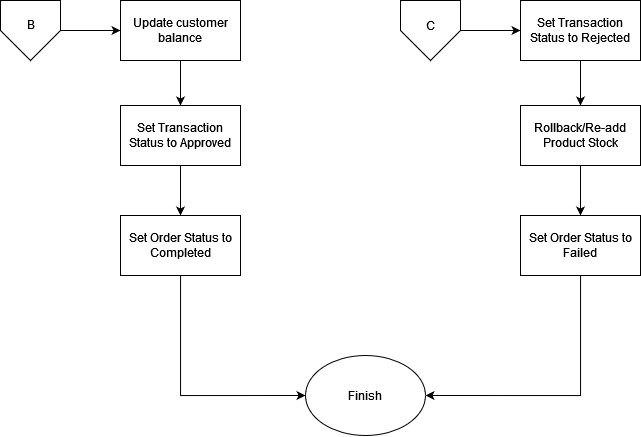 B
Update customer
balance
Set Transaction
Status to Approved
Set Order Status to
Completed
C
Set Transaction
Status to Rejected
Rollback/Re-add
Product Stock
Set Order Status to
Failed
Finish